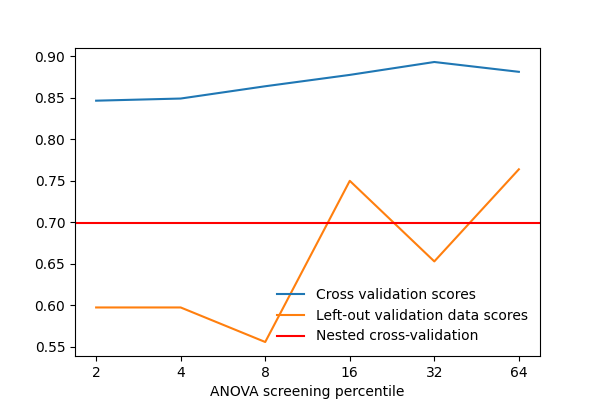 0.90
0.85
0.80
0.75
0.70
0.65
0.60
0.55
Cross validation scores
Left-out validation data scores
Nested cross-validation
2 4 8 16 32 64
ANOVA screening percentile